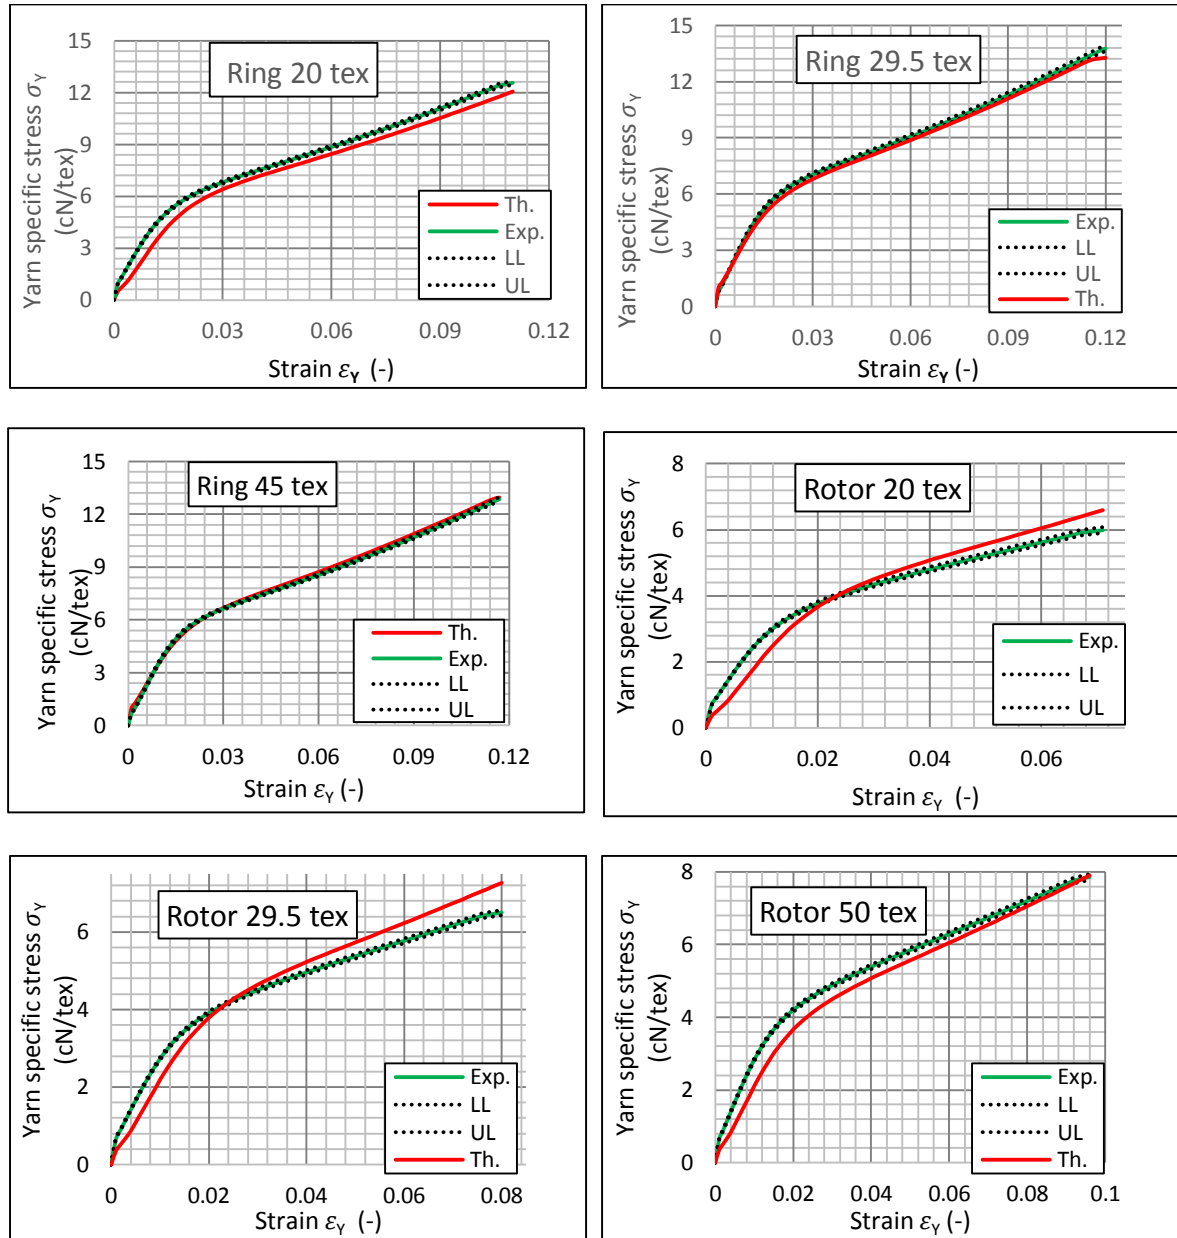 Ring 20 tex
Yarn specific stress σY
(cN/tex)
15
12
9
6
3
0
0 0.03 0.06 0.09 0.12
Strain εY (-)
Th.
Exp.
LL
UL
Ring 29.5 tex
Yarn specific stress σY
(cN/tex)
15
12
9
6
3
0
0 0.03 0.06 0.09 0.12
Strain εY (-)
Exp.
LL
UL
Th.
Ring 45 tex
Yarn specific stress σY
(cN/tex)
15
12
9
6
3
0
0 0.03 0.06 0.09 0.12
Strain εY (-)
Th.
Exp.
LL
UL
Rotor 20 tex
Yarn specific stress σY
(cN/tex)
8
6
4
2
0
0 0.02 0.04 0.06
Strain εY (-)
Exp.
LL
UL
Rotor 29.5 tex
Yarn specific stress σY
(cN/tex)
6
4
2
0
0 0.02 0.04 0.06 0.08
Strain εY (-)
Exp.
LL
UL
Th.
Rotor 50 tex
Yarn specific stress σY
(cN/tex)
8
6
4
2
0
0 0.02 0.04 0.06 0.08 0.1
Strain εY (-)
Exp.
LL
UL
Th.